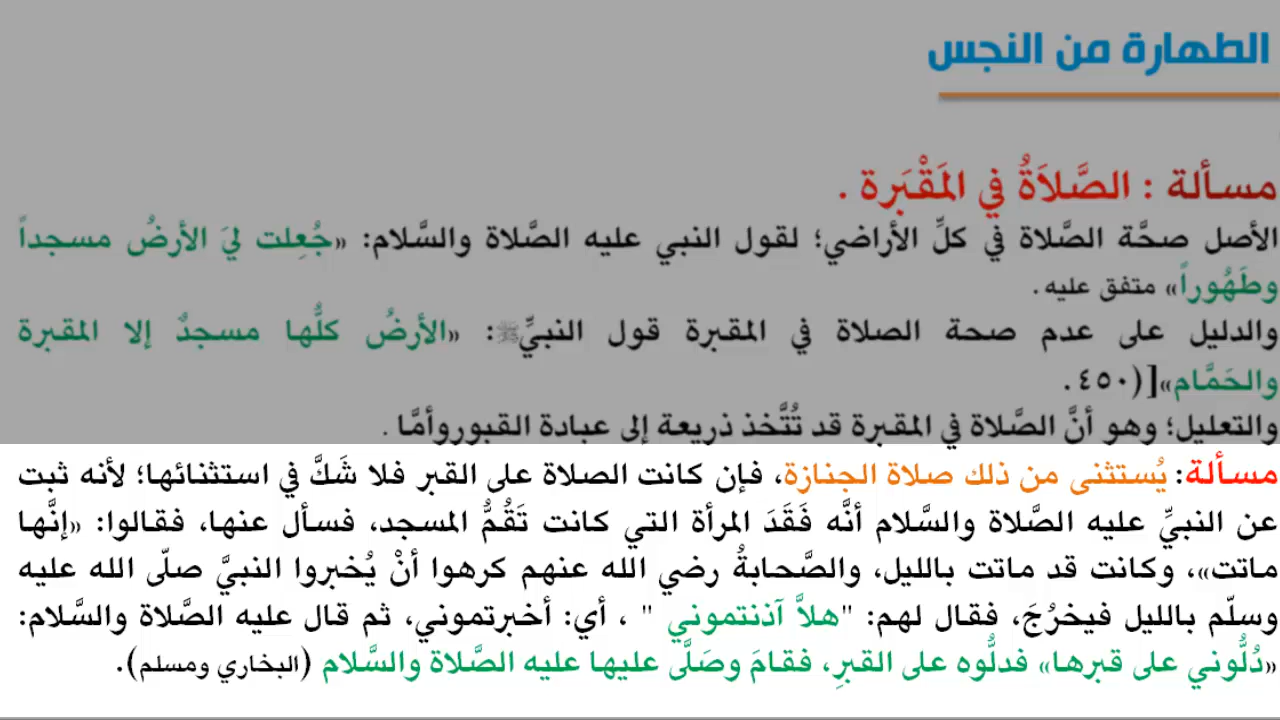 الطهارة من النجس
مسألة : الصَّلاَةُ في المَقْبَرة .
الأصل صحَّة الصَّلاة في كلِّ الأراضي؛ لقول النبي عليه الصَّلاة والسَّلام: «جُعِلت ليَ الأرضُ مسجداً
وطَهُوراً» متفق عليه .
والدليل على عدم صحة الصلاة في المقبرة قول النبيِّ ﷺ: «الأرضُ كلُّها مسجدٌ إلا المقبرة
والحَمَّام»[(٤٥٠ .
والتعليل؛ وهو أنَّ الصَّلاة في المقبرة قد تُتَّخذ ذريعة إلى عبادة القبوروأمَّا .
مسألة: يُستثنى من ذلك صلاة الجنازة، فإن كانت الصلاة على القبر فلا شَكَّ في استثنائها؛ لأنه ثبت
عن النبيِّ عليه الصَّلاة والسَّلام أنَّه فَقَدَ المرأة التي كانت تَقُمُّ المسجد، فسأل عنها، فقالوا: «إنَّها
ماتت»، وكانت قد ماتت بالليل، والصَّحابةُ رضي الله عنهم كرهوا أنْ يُخبروا النبيَّ صلّى الله عليه
وسلّم بالليل فيخرُجَ، فقال لهم: "هلاَّ آذنتموني " ، أي: أخبرتموني، ثم قال عليه الصَّلاة والسَّلام:
«دُلُّوني على قبرها» فدلُّوه على القبرِ، فقامَ وصَلَّى عليها عليه الصَّلاة والسَّلام (البخاري ومسلم).